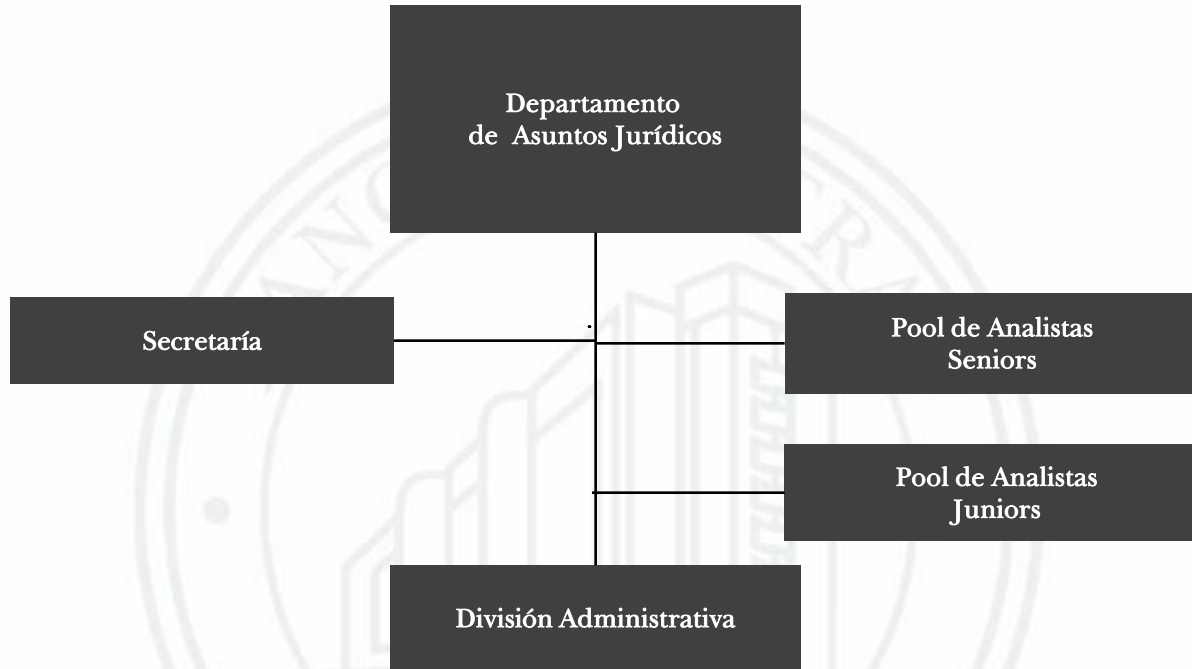 Departamento
de Asuntos Jurídicos
Secretaría
Pool de Analistas
Seniors
Pool de Analistas
Juniors
División Administrativa